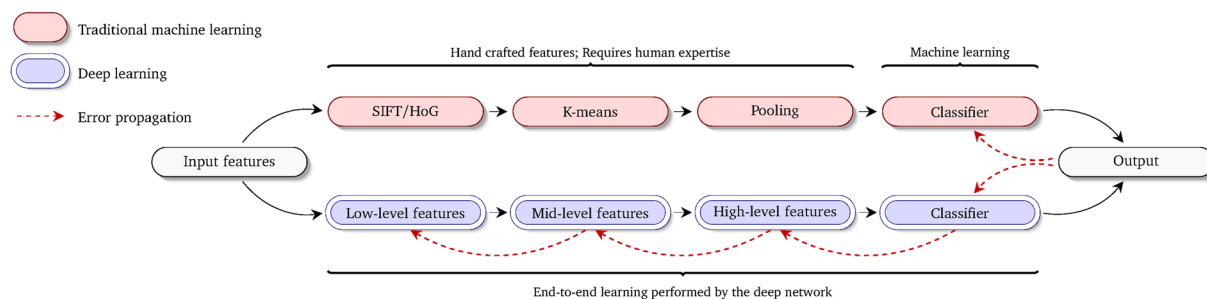 Traditional machine learning
Deep learning
Error propagation
Hand crafted features; Requires human expertise
Machine learning
SIFT/HoG
K-means
Pooling
Classifier
Input features
Output
Low-level features
Mid-level features
High-level features
Classifier
End-to-end learning performed by the deep network